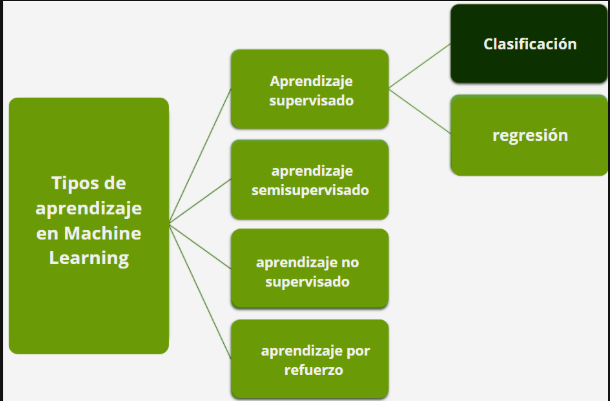 Tipos de
aprendizaje
en Machine
Learning
Aprendizaje
supervisado
aprendizaje
semisupervisado
aprendizaje no
supervisado
aprendizaje por
refuerzo
Clasificación
regresión